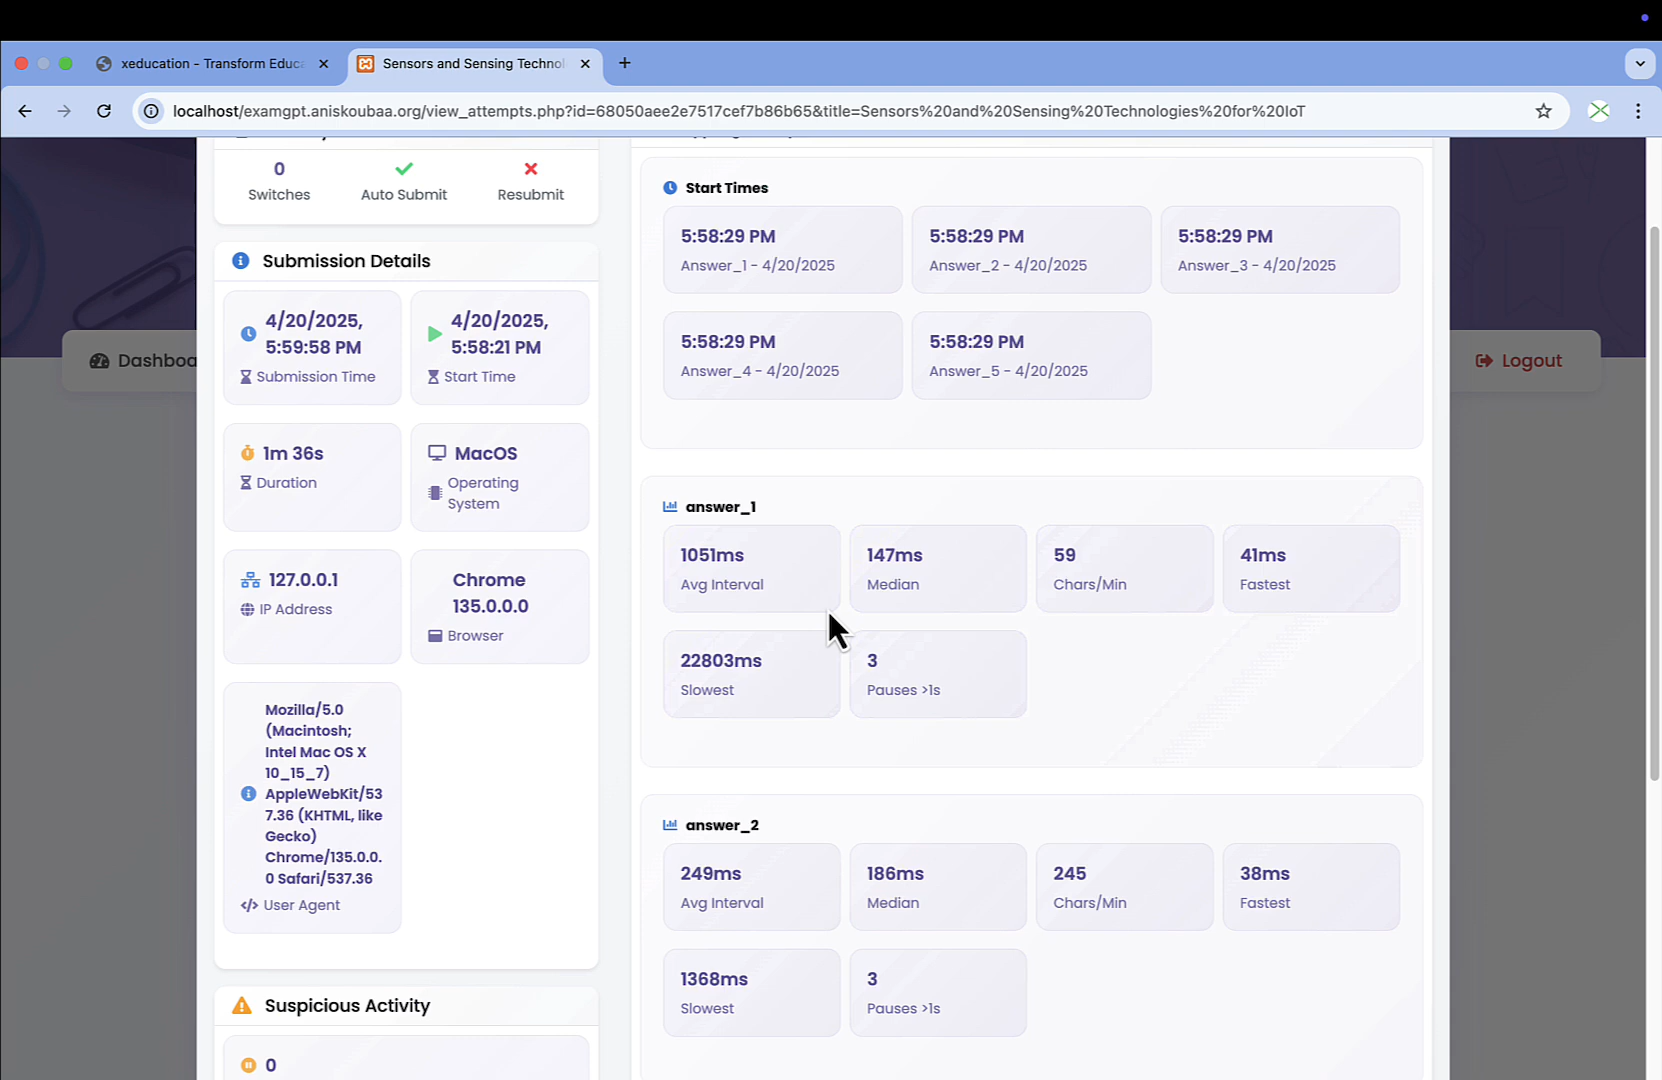 xeducation - Transform Educa
Sensors and Sensing Technol
localhost/examgpt.aniskoubaa.org/view_attempts.php?id=68050aee2e7517cef7b86b65&title=Sensors%20and%20Sensing%20Technologies%20for%20IoT
Dashboa
Logout
0
Switches
Auto Submit
Resubmit
Submission Details
4/20/2025,
5:59:58 PM
Submission Time
4/20/2025,
5:58:21 PM
Start Time
1m 36s
Duration
MacOS
Operating
System
127.0.0.1
IP Address
Chrome
135.0.0.0
Browser
Mozilla/5.0
(Macintosh;
Intel Mac OS X
10_15_7)
AppleWebKit/53
7.36 (KHTML, like
Gecko)
Chrome/135.0.0.
0 Safari/537.36
User Agent
Suspicious Activity
0
Start Times
5:58:29 PM
Answer_1 - 4/20/2025
5:58:29 PM
Answer_2 - 4/20/2025
5:58:29 PM
Answer_3 - 4/20/2025
5:58:29 PM
Answer_4 - 4/20/2025
5:58:29 PM
Answer_5 - 4/20/2025
answer_1
1051ms
Avg Interval
147ms
Median
59
Chars/Min
41ms
Fastest
22803ms
Slowest
3
Pauses >1s
answer_2
249ms
Avg Interval
186ms
Median
245
Chars/Min
38ms
Fastest
1368ms
Slowest
3
Pauses >1s